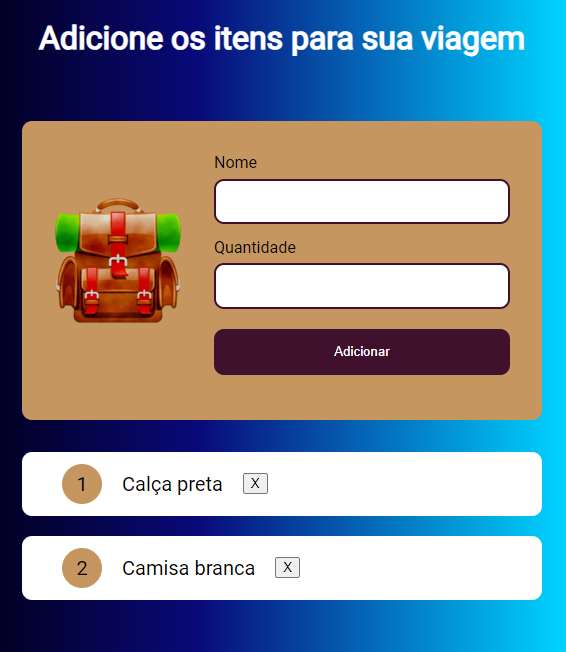 Adicione os itens para sua viagem
Nome
Quantidade
Adicionar
1 Calça preta X
2 Camisa branca X